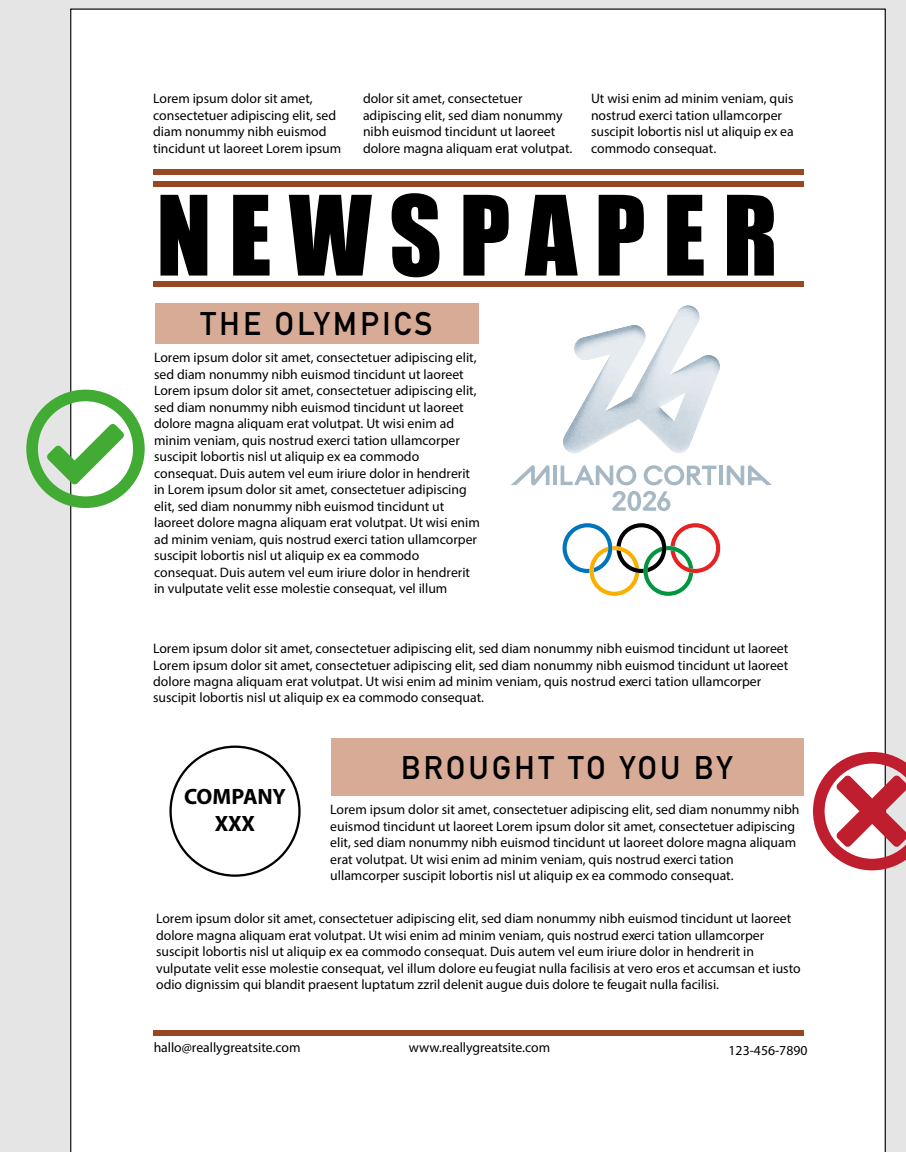 Lorem ipsum dolor sit amet,
consectetuer adipiscing elit, sed
diam nonummy nibh euismod
tincidunt ut laoreet Lorem ipsum
dolor sit amet, consectetuer
adipiscing elit, sed diam nonummy
nibh euismod tincidunt ut laoreet
dolore magna aliquam erat volutpat.
Ut wisi enim ad minim veniam, quis
nostrud exerci tation ullamcorper
suscipit lobortis nisl ut aliquip ex ea
commodo consequat.
NEWSPAPER
THE OLYMPICS
Lorem ipsum dolor sit amet, consectetuer adipiscing elit,
sed diam nonummy nibh euismod tincidunt ut laoreet
Lorem ipsum dolor sit amet, consectetuer adipiscing elit,
sed diam nonummy nibh euismod tincidunt ut laoreet
dolore magna aliquam erat volutpat. Ut wisi enim ad
minim veniam, quis nostrud exerci tation ullamcorper
suscipit lobortis nisl ut aliquip ex ea commodo
consequat. Duis autem vel eum iriure dolor in hendrerit
in Lorem ipsum dolor sit amet, consectetuer adipiscing
elit, sed diam nonummy nibh euismod tincidunt ut
laoreet dolore magna aliquam erat volutpat. Ut wisi enim
ad minim veniam, quis nostrud exerci tation ullamcorper
suscipit lobortis nisl ut aliquip ex ea commodo
consequat. Duis autem vel eum iriure dolor in hendrerit
in vulputate velit esse molestie consequat, vel illum
26
MILANO CORTINA
2026
Lorem ipsum dolor sit amet, consectetuer adipiscing elit, sed diam nonummy nibh euismod tincidunt ut laoreet
Lorem ipsum dolor sit amet, consectetuer adipiscing elit, sed diam nonummy nibh euismod tincidunt ut laoreet
dolore magna aliquam erat volutpat. Ut wisi enim ad minim veniam, quis nostrud exerci tation ullamcorper
suscipit lobortis nisl ut aliquip ex ea commodo consequat.
COMPANY
XXX
BROUGHT TO YOU BY
Lorem ipsum dolor sit amet, consectetuer adipiscing elit, sed diam nonummy nibh
euismod tincidunt ut laoreet Lorem ipsum dolor sit amet, consectetuer adipiscing
elit, sed diam nonummy nibh euismod tincidunt ut laoreet dolore magna aliquam
erat volutpat. Ut wisi enim ad minim veniam, quis nostrud exerci tation
ullamcorper suscipit lobortis nisl ut aliquip ex ea commodo consequat.
Lorem ipsum dolor sit amet, consectetuer adipiscing elit, sed diam nonummy nibh euismod tincidunt ut laoreet
dolore magna aliquam erat volutpat. Ut wisi enim ad minim veniam, quis nostrud exerci tation ullamcorper
suscipit lobortis nisl ut aliquip ex ea commodo consequat. Duis autem vel eum iriure dolor in hendrerit in
vulputate velit esse molestie consequat, vel illum dolore eu feugiat nulla facilisis at vero eros et accumsan et iusto
odio dignissim qui blandit praesent luptatum zzril delenit augue duis dolore te feugait nulla facilisi.
hallo@reallygreatsite.com
www.reallygreatsite.com
123-456-7890